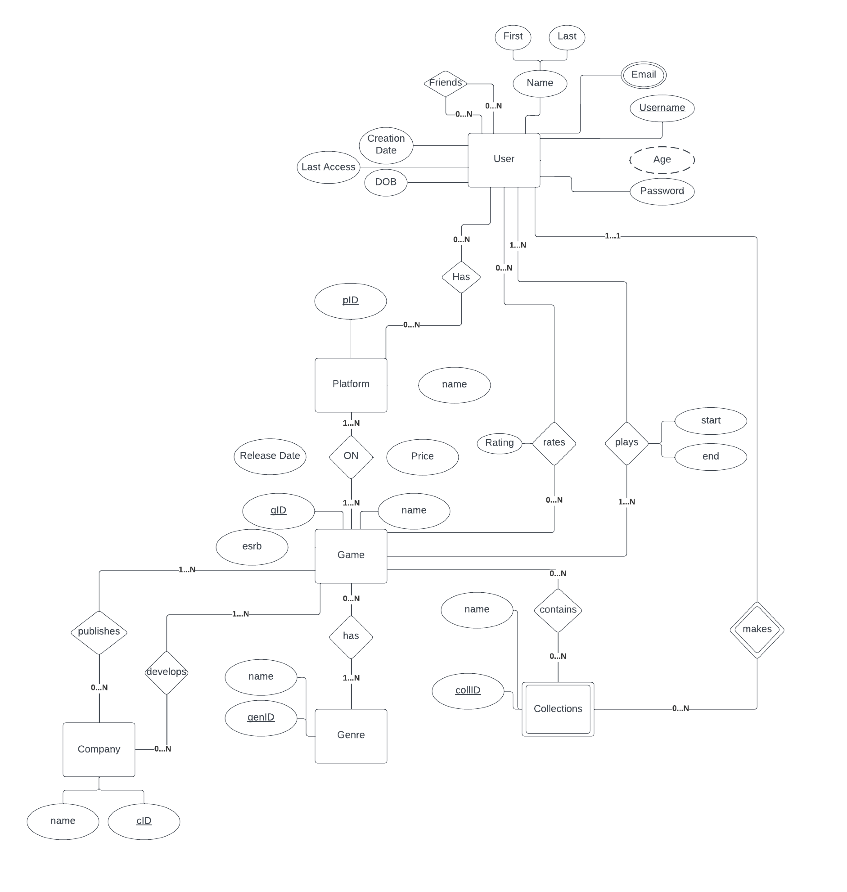 First
Last
Friends
Name
Email
0...N
0...N
Username
Creation
Date
User
Last Access
Age
DOB
Password
0...N
1...N
1...1
0...N
Has
pID
0...N
Platform
name
1...N
start
Release Date
ON
Price
Rating
rates
plays
end
1...N
0...N
1...N
gID
name
esrb
Game
1...N
0...N
0...N
name
contains
1...N
publishes
has
makes
0...N
develops
name
1...N
0...N
collID
genID
Collections
0...N
Genre
Company
0...N
name
cID